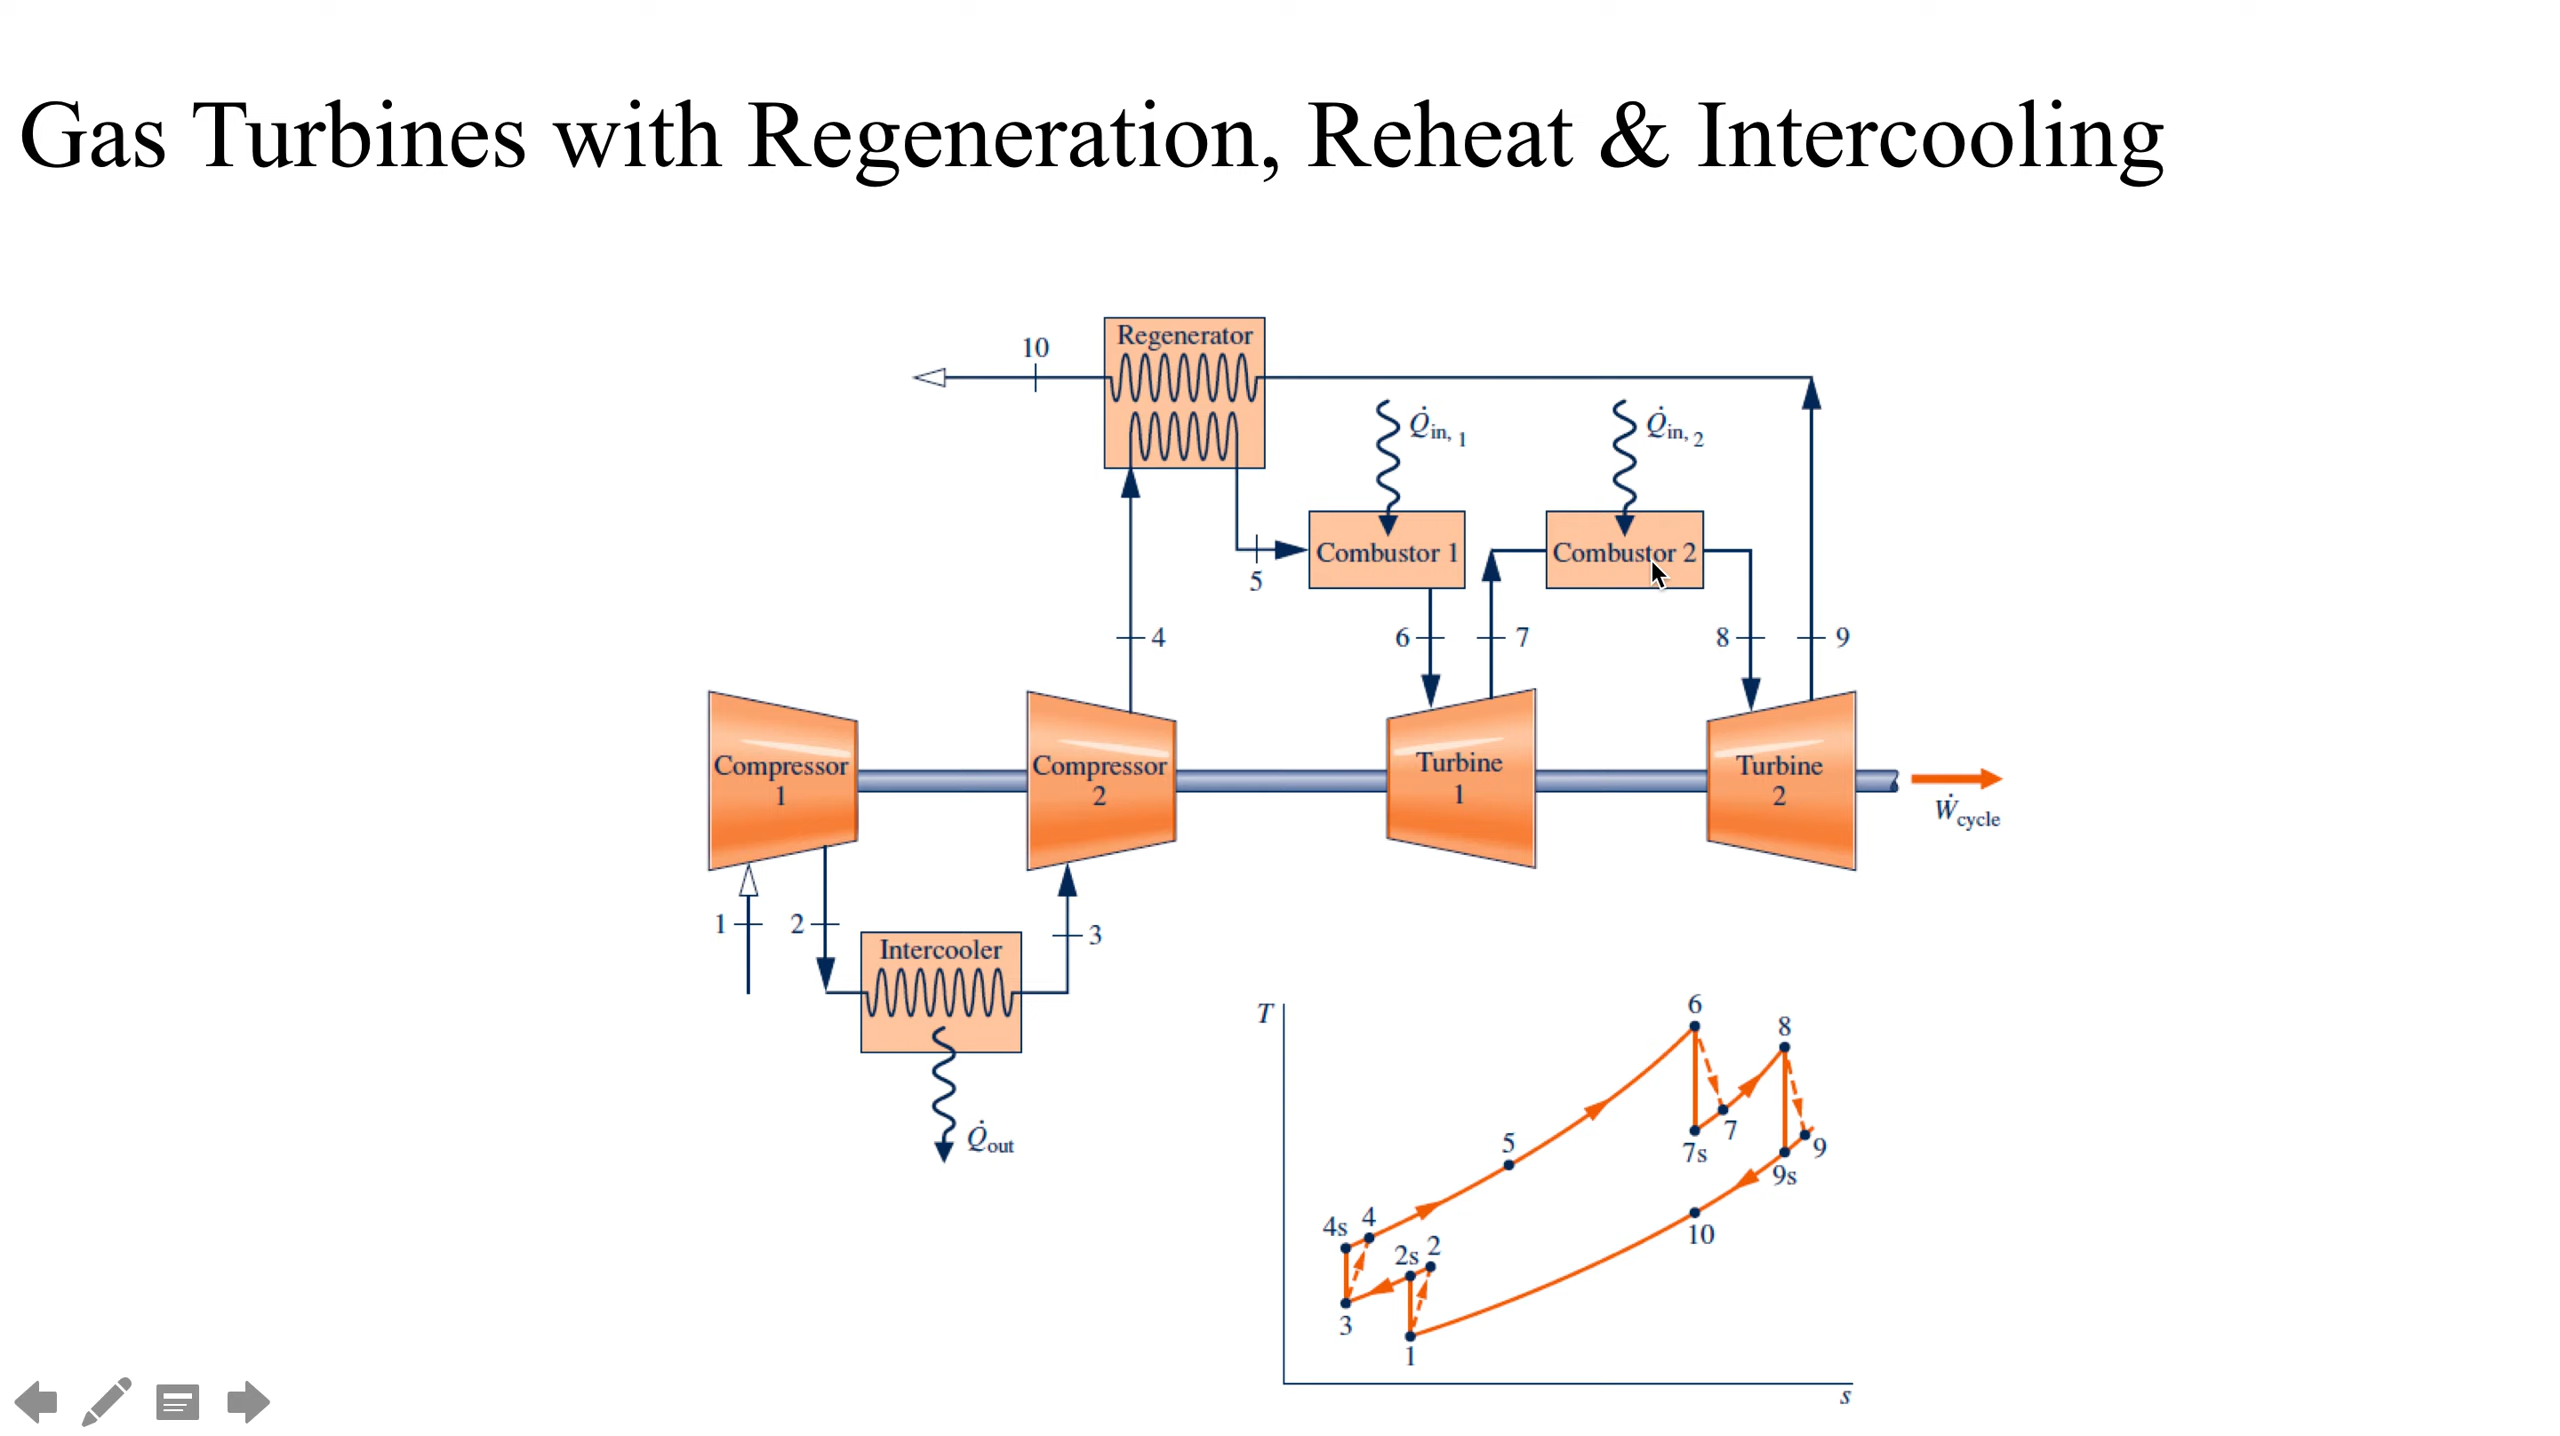 Gas Turbines with Regeneration, Reheat & Intercooling
Regenerator
10
Q̇in, 1
Q̇in, 2
Combustor 1
Combustor 2
5
4
6
7
8
9
Compressor
1
Compressor
2
Turbine
1
Turbine
2
Ẇcycle
1
2
3
Intercooler
Q̇out
T
6
8
5
7
7s
9
9s
4s
4
2s
2
10
3
1
s